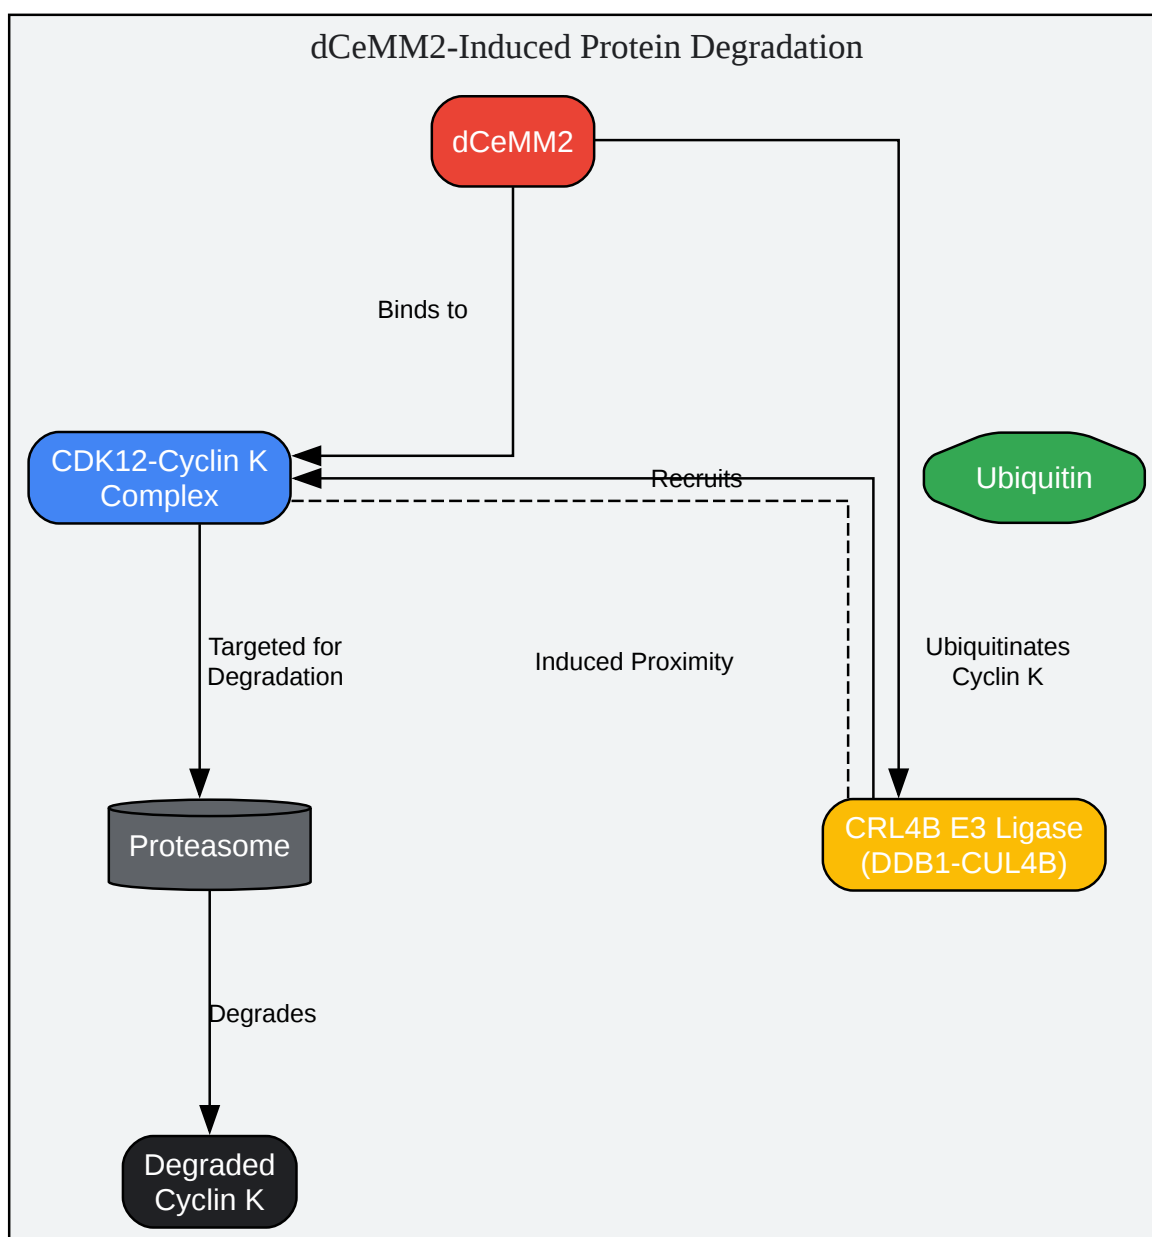 dCeMM2-Induced Protein Degradation
dCeMM2
Binds to
CDK12-Cyclin K
Complex
Recruits
Ubiquitin
Targeted for
Degradation
Induced Proximity
Ubiquitinates
Cyclin K
Proteasome
CRL4B E3 Ligase
(DDB1-CUL4B)
Degrades
Degraded
Cyclin K